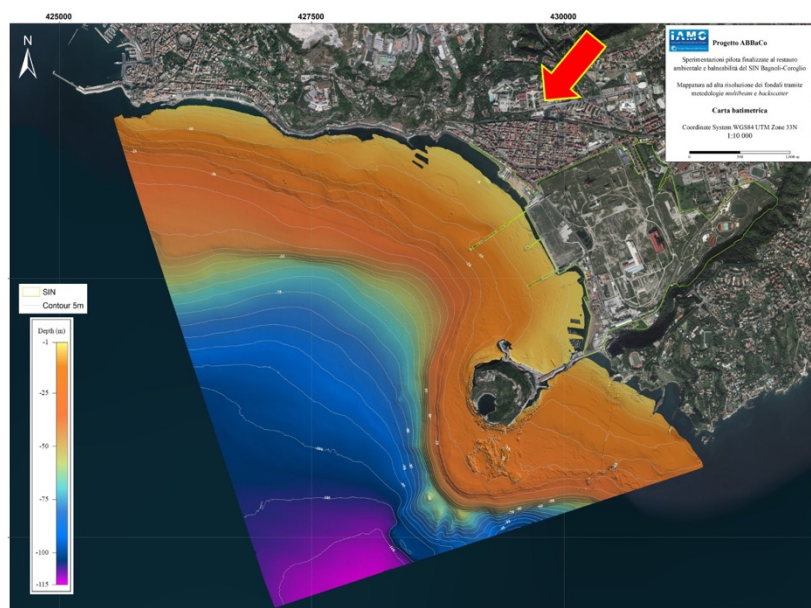 425000 427500 430000
N
iAMC
Progetto ABBaCo
Sperimentazioni pilota finalizzate al restauro
ambientale e balneabilità del SIN Bagnoli-Coroglio
Mappatura ad alta risoluzione dei fondali tramite
metodologie multibeam e backscatter
Carta batimetrica
Coordinate System:WGS84 UTM Zone 33N
1:10 000
SIN
Contour 5m
Depth (m)
-1
-25
-50
-75
-100
-115